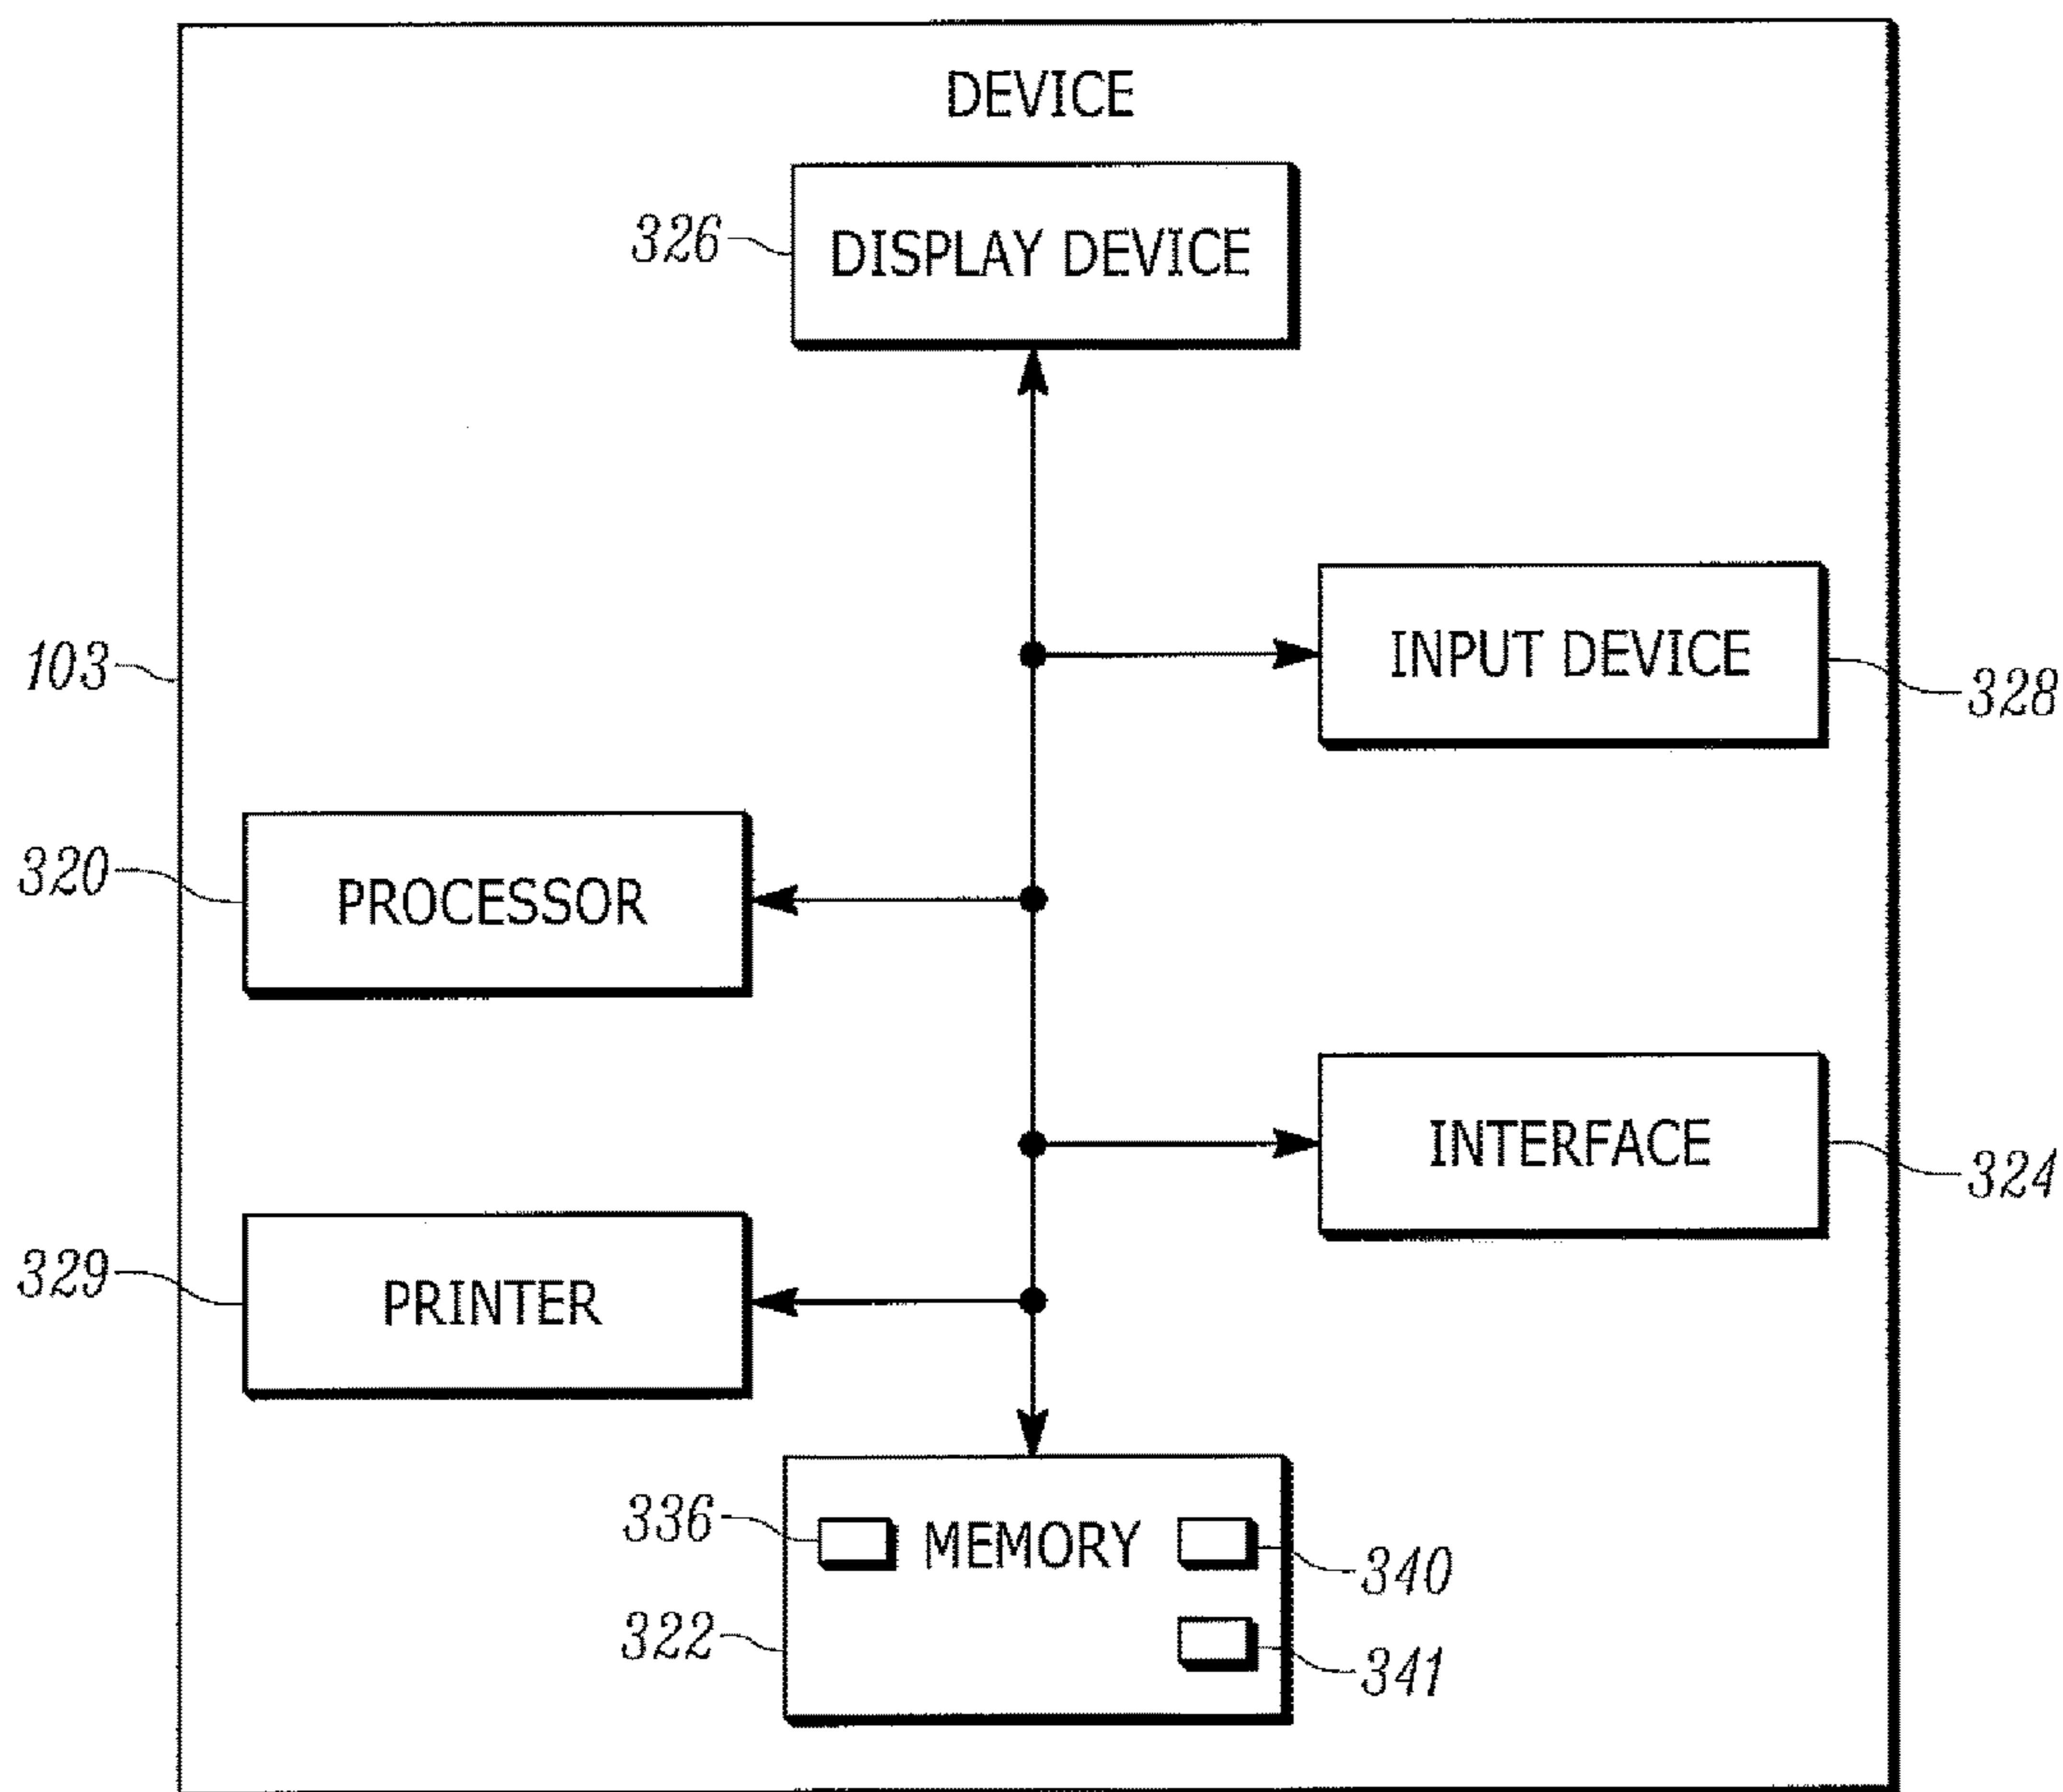 DEVICE
326
DISPLAY DEVICE
103
INPUT DEVICE
328
320
PROCESSOR
INTERFACE
324
329
PRINTER
336
MEMORY
340
322
341